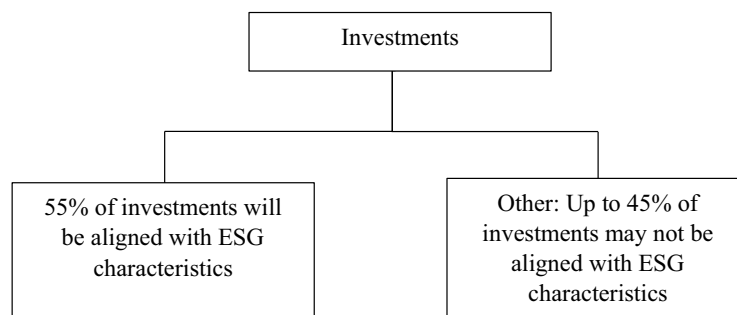 Investments
55% of investments will
be aligned with ESG
characteristics
Other: Up to 45% of
investments may not be
aligned with ESG
characteristics